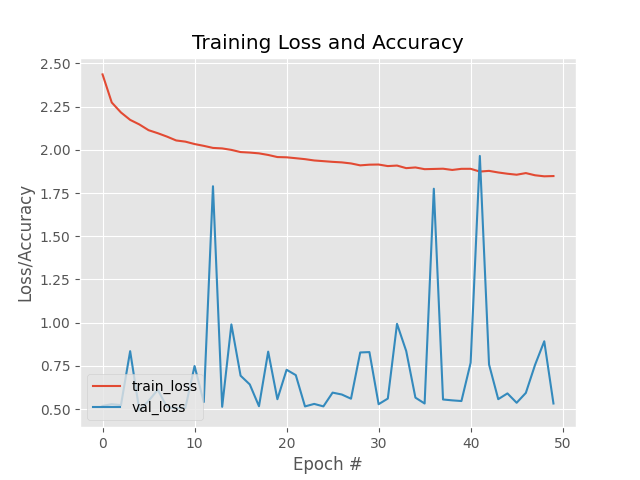 Training Loss and Accuracy
2.50
2.25
2.00
1.75
1.50
1.25
1.00
0.75
0.50
Loss/Accuracy
train_loss
val_loss
0 10 20 30 40 50
Epoch #